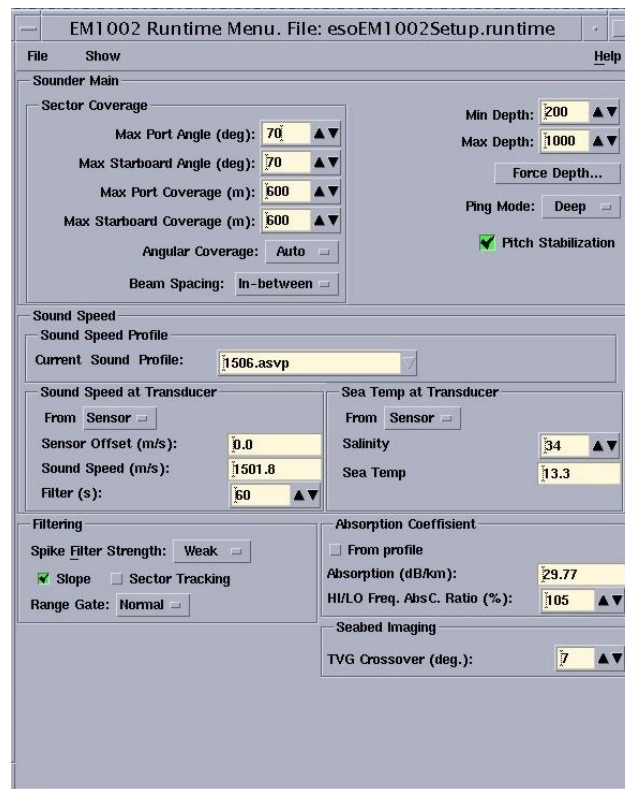 EM1002 Runtime Menu. File: esoEM1002Setup.runtime
File Show Help
Sounder Main
Sector Coverage
Max Port Angle (deg): 70
Max Starboard Angle (deg): 70
Max Port Coverage (m): 600
Max Starboard Coverage (m): 600
Angular Coverage: Auto
Beam Spacing: In-between
Min Depth: 200
Max Depth: 1000
Force Depth...
Ping Mode: Deep
Pitch Stabilization
Sound Speed
Sound Speed Profile
Current Sound Profile: 1506.asvp
Sound Speed at Transducer
From Sensor
Sensor Offset (m/s): 0.0
Sound Speed (m/s): 1501.8
Filter (s): 60
Sea Temp at Transducer
From Sensor
Salinity 34
Sea Temp 13.3
Filtering
Spike Filter Strength: Weak
Slope Sector Tracking
Range Gate: Normal
Absorption Coeffisient
From profile
Absorption (dB/km): 29.77
HI/LO Freq. AbsC. Ratio (%): 105
Seabed Imaging
TVG Crossover (deg.): 7